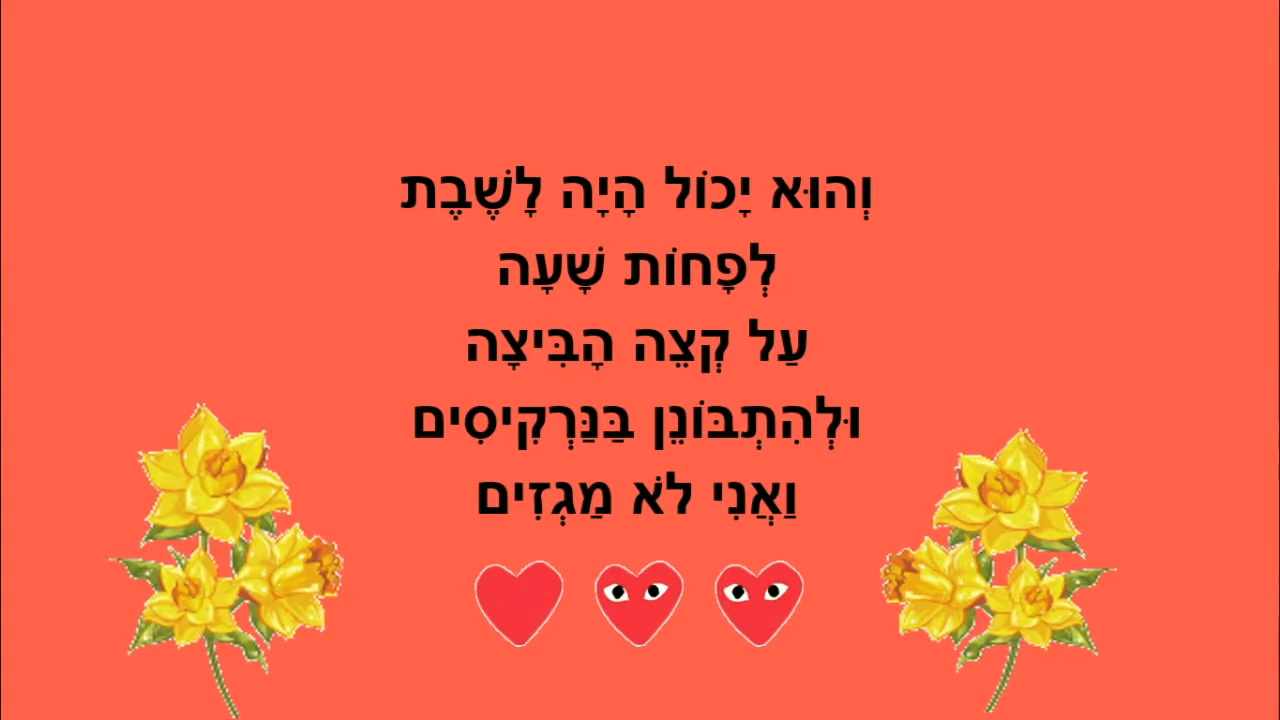 וְהוּא יָכוֹל הָיָה לָשֶׁבֶת
לְפָחוֹת שָׁעָה
עַל קְצֵה הָבִּיצָה
וּלְהִתְבּוֹנֵן בַּנַּרְקִיסִים
וַאֲנִי לֹא מַגְזִים